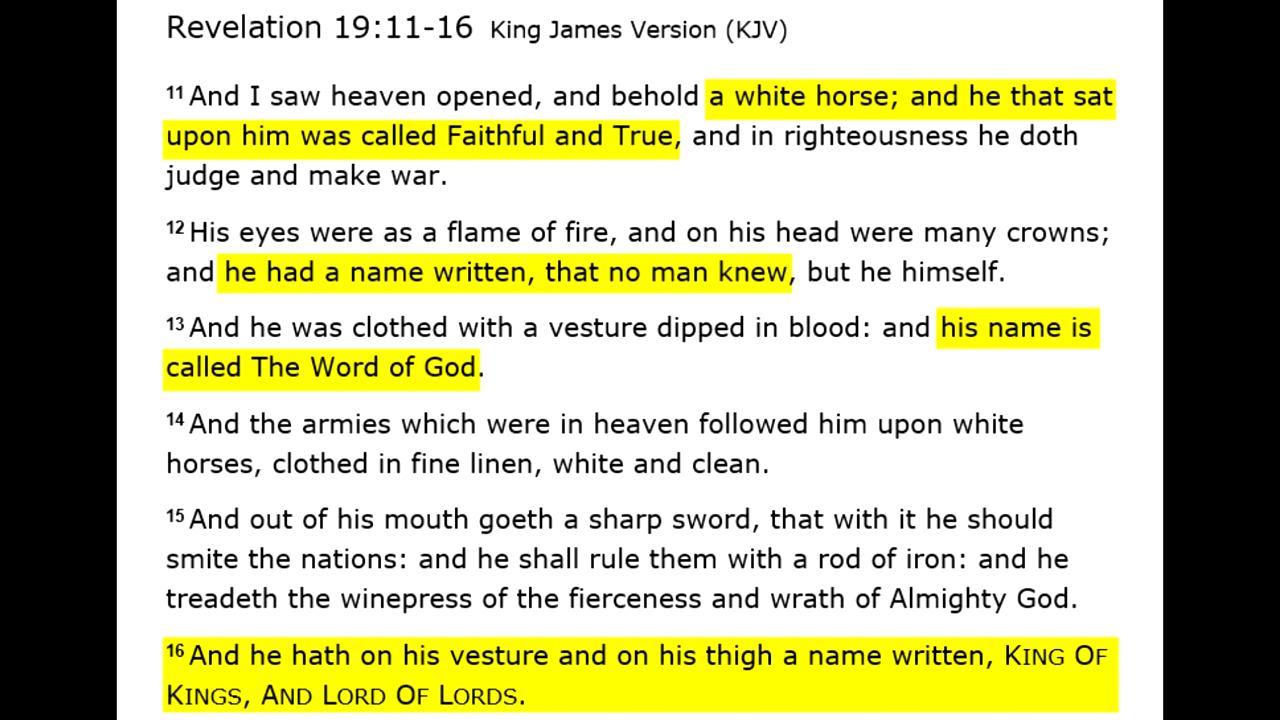 Revelation 19:11-16 King James Version (KJV)
11 And I saw heaven opened, and behold a white horse; and he that sat
upon him was called Faithful and True, and in righteousness he doth
judge and make war.
12 His eyes were as a flame of fire, and on his head were many crowns;
and he had a name written, that no man knew, but he himself.
13 And he was clothed with a vesture dipped in blood: and his name is
called The Word of God.
14 And the armies which were in heaven followed him upon white
horses, clothed in fine linen, white and clean.
15 And out of his mouth goeth a sharp sword, that with it he should
smite the nations: and he shall rule them with a rod of iron: and he
treadeth the winepress of the fierceness and wrath of Almighty God.
16 And he hath on his vesture and on his thigh a name written, KING OF
KINGS, AND LORD OF LORDS.